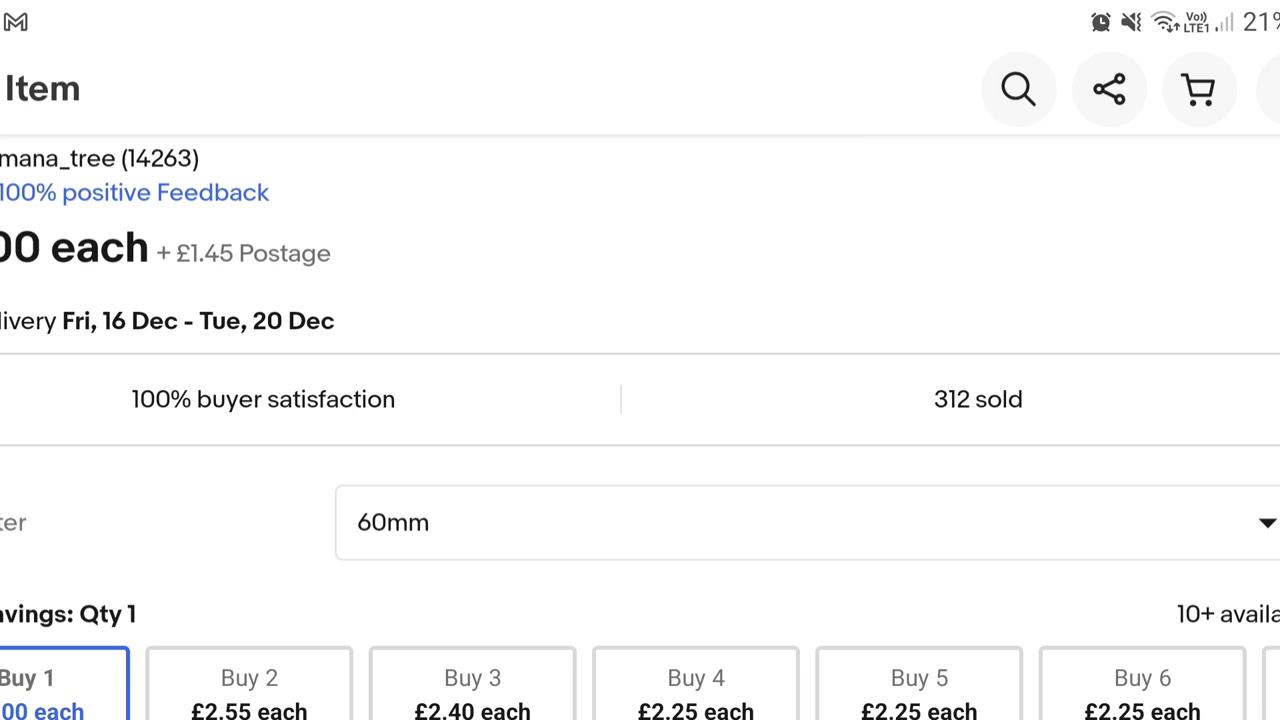 21%
Item
mana_tree (14263)
100% positive Feedback
00 each + £1.45 Postage
livery Fri, 16 Dec - Tue, 20 Dec
100% buyer satisfaction
312 sold
ter
60mm
avings: Qty 1
10+ availa
Buy 1
00 each
Buy 2
£2.55 each
Buy 3
£2.40 each
Buy 4
£2.25 each
Buy 5
£2.25 each
Buy 6
£2.25 each